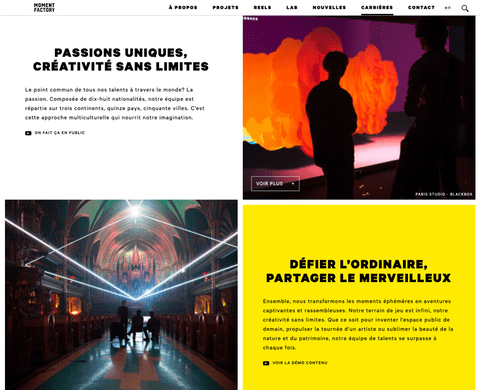 MOMENT
FACTORY
À PROPOS PROJETS REELS LAB NOUVELLES CARRIÈRES CONTACT en
PASSIONS UNIQUES,
CRÉATIVITÉ SANS LIMITES
Le point commun de tous nos talents à travers le monde? La
passion. Composée de dix-huit nationalités, notre équipe est
répartie sur trois continents, quinze pays, cinquante villes. C'est
cette approche multiculturelle qui nourrit notre imagination.
ON FAIT ÇA EN PUBLIC
VOIR PLUS +
PARIS STUDIO - BLACKBOX
DÉFIER L'ORDINAIRE,
PARTAGER LE MERVEILLEUX
Ensemble, nous transformons les moments éphémères en aventures
captivantes et rassembleuses. Notre terrain de jeu est infini, notre
créativité sans limites. Que ce soit pour inventer l'espace public de
demain, propulser la tournée d'un artiste ou sublimer la beauté de la
nature et du patrimoine, notre équipe de talents se surpasse à
chaque fois.
VOIR LA DÉMO CONTENU